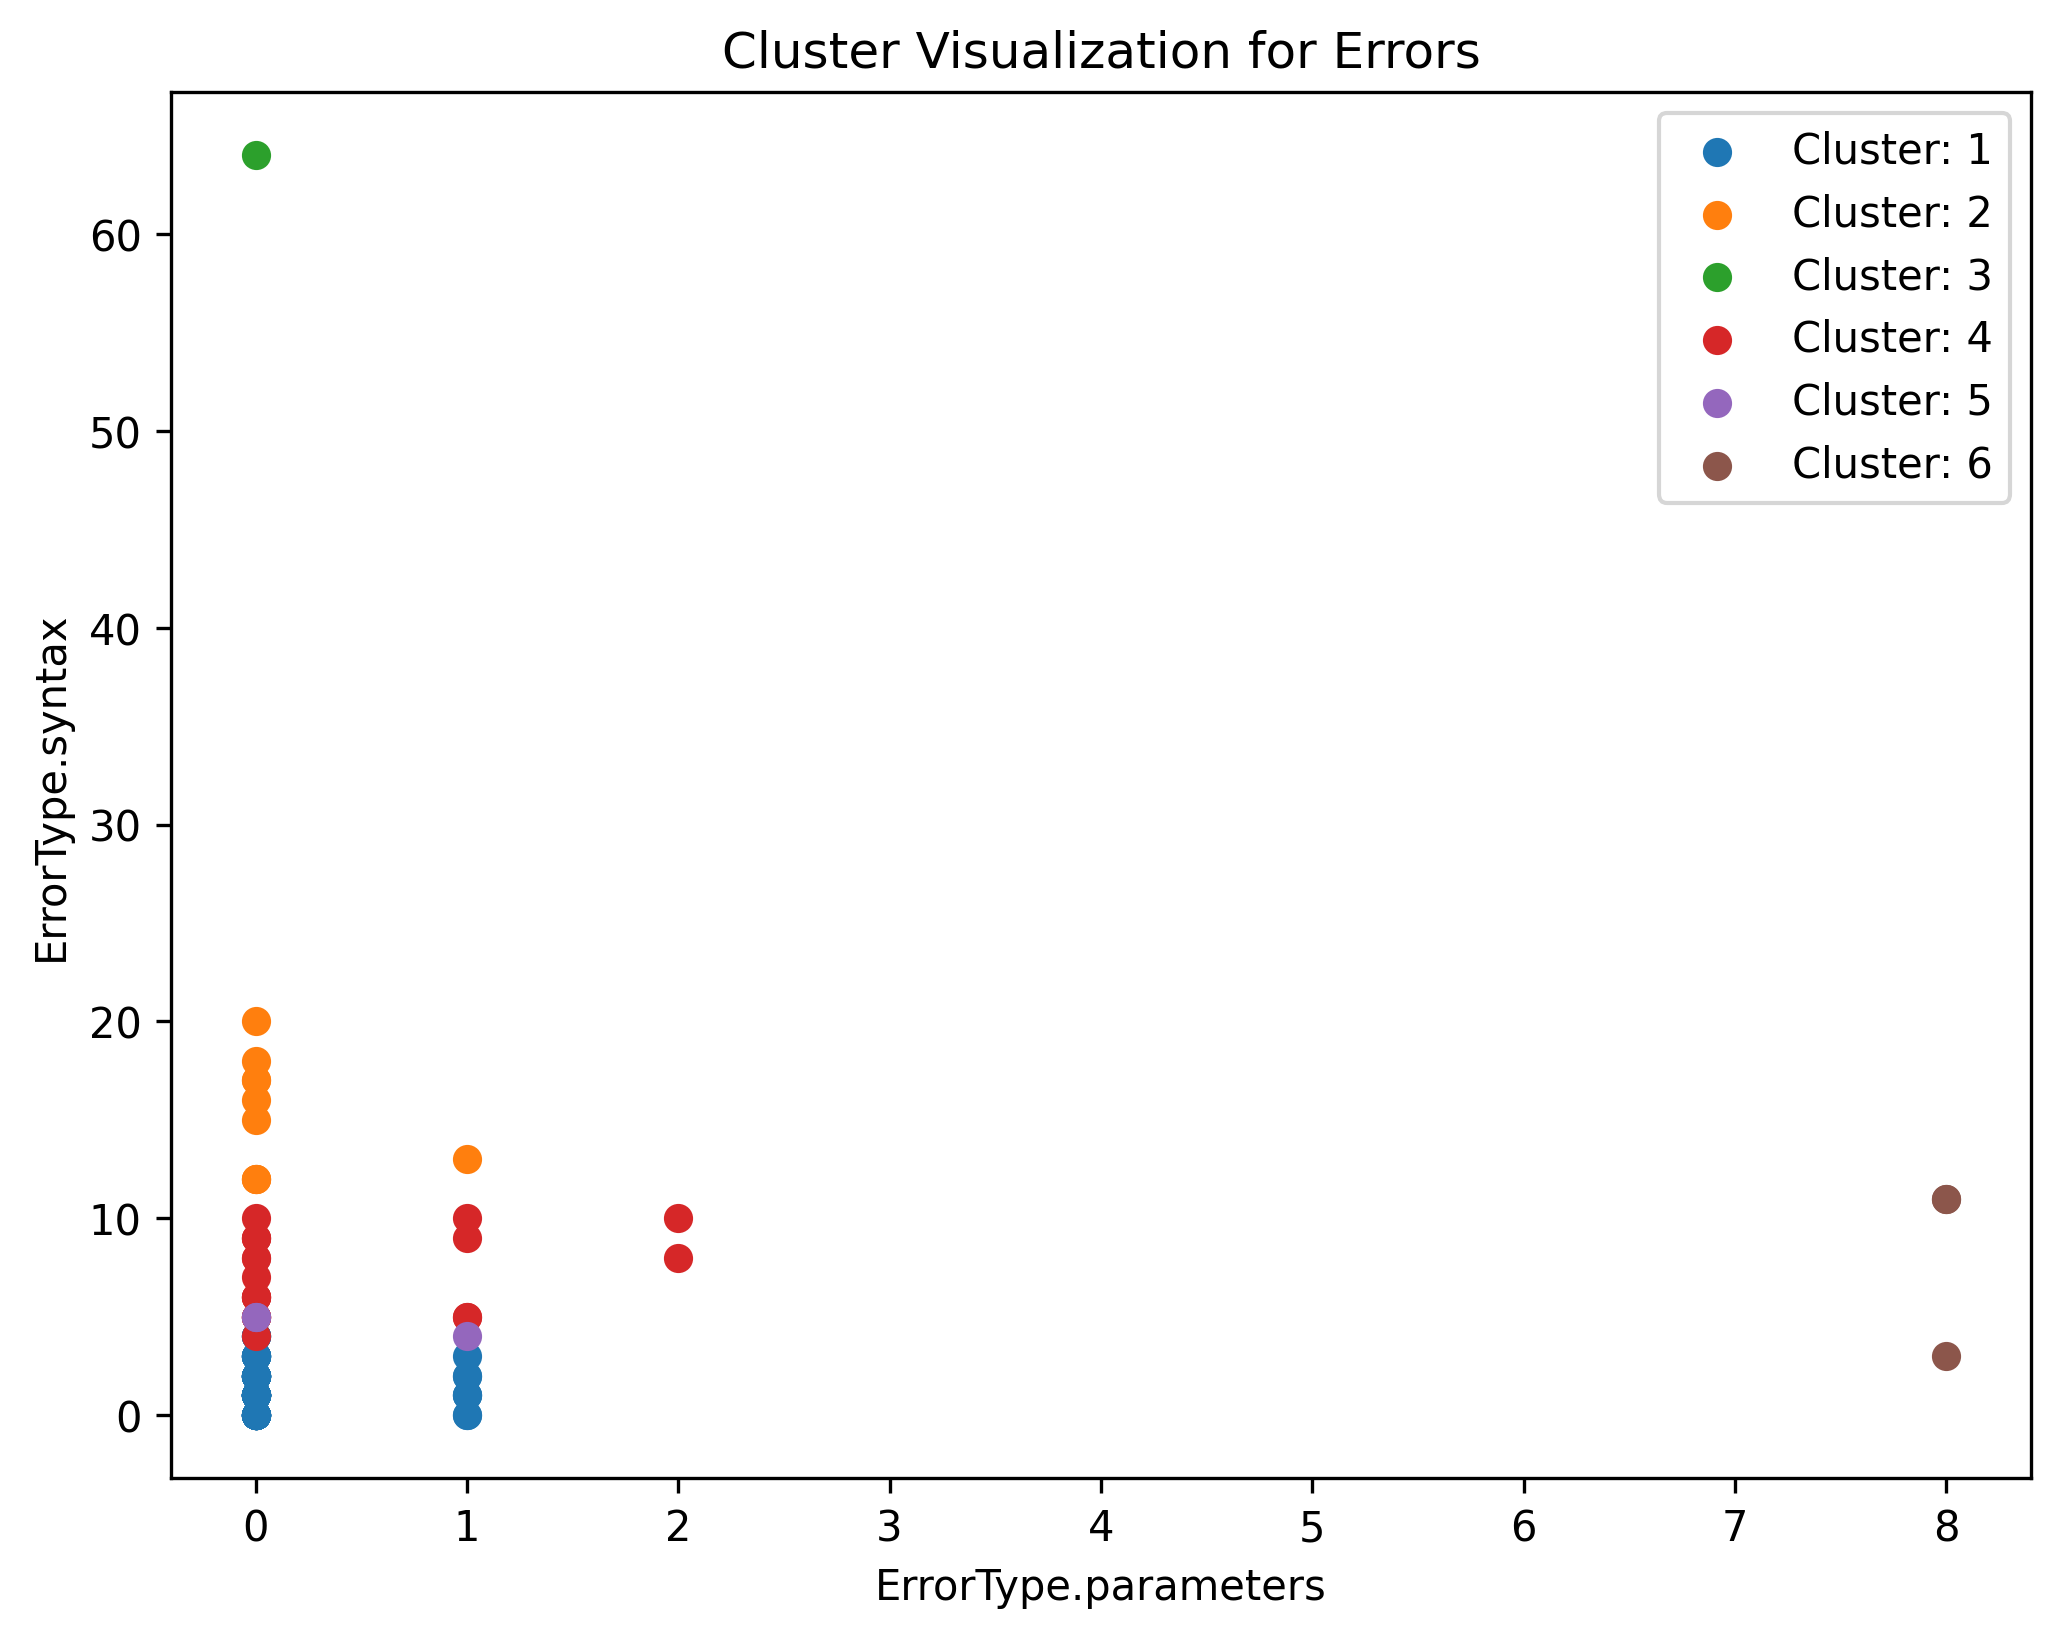 Cluster Visualization for Errors
Cluster: 1
Cluster: 2
Cluster: 3
Cluster: 4
Cluster: 5
Cluster: 6
ErrorType.syntax
60
50
40
30
20
10
0
0 1 2 3 4 5 6 7 8
ErrorType.parameters